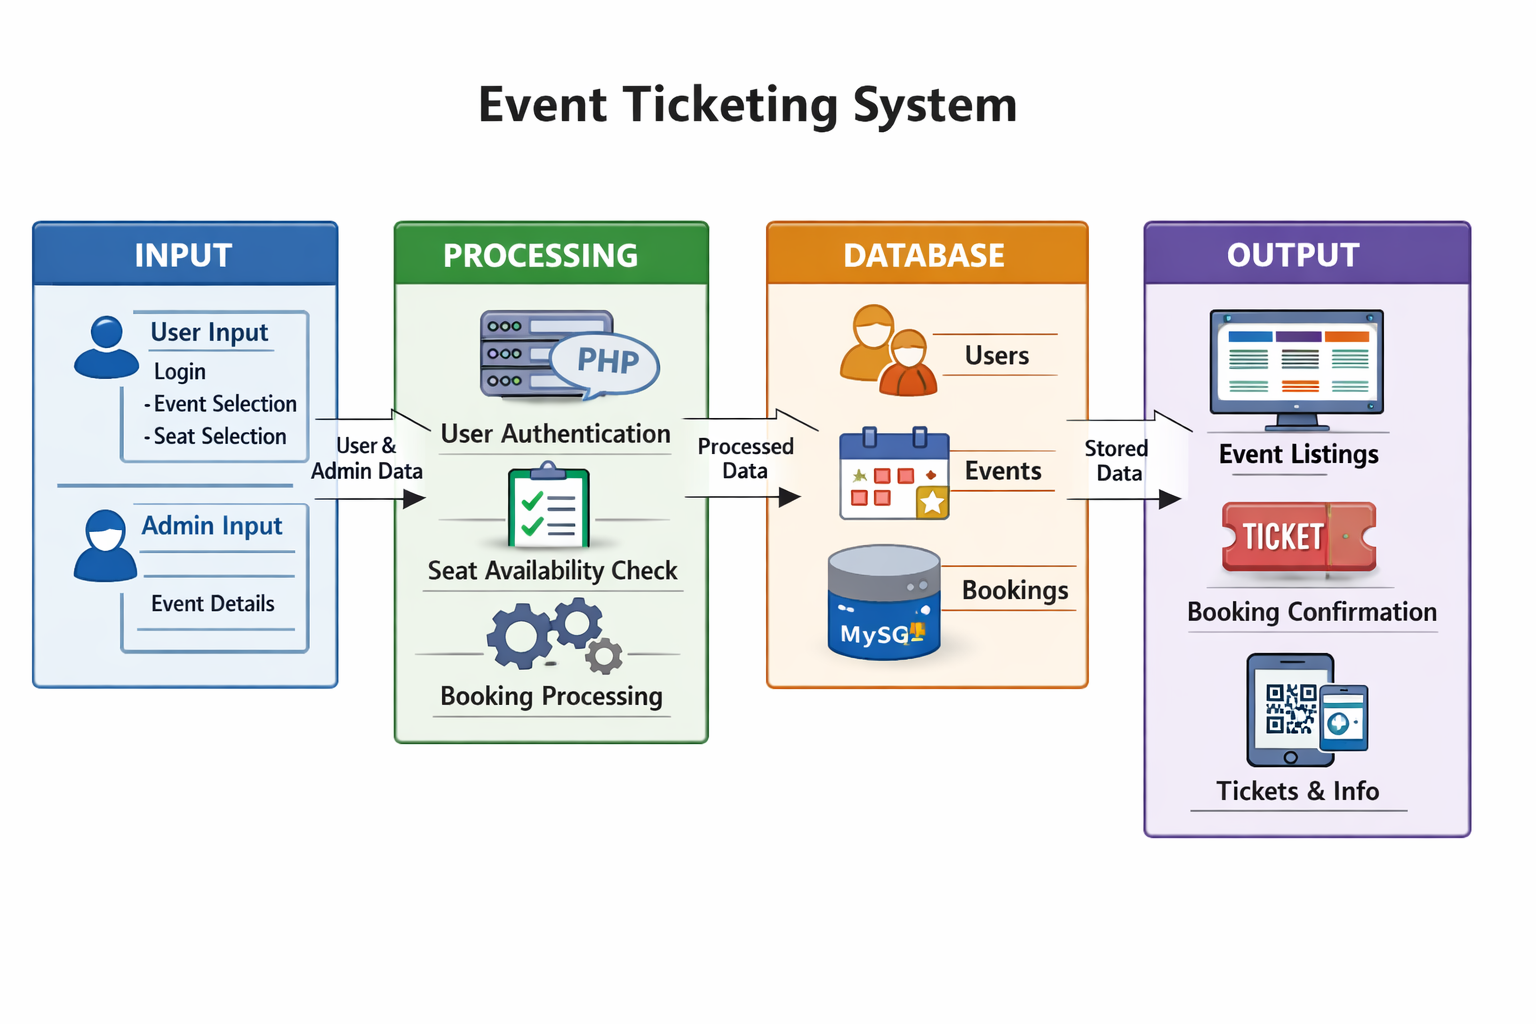 Event Ticketing System
INPUT
User Input
Login
- Event Selection
- Seat Selection
Admin Input
Event Details
User &
Admin Data
PROCESSING
PHP
User Authentication
Seat Availability Check
Booking Processing
Processed
Data
DATABASE
Users
Events
Bookings
MySG
Stored
Data
OUTPUT
Event Listings
TICKET
Booking Confirmation
Tickets & Info